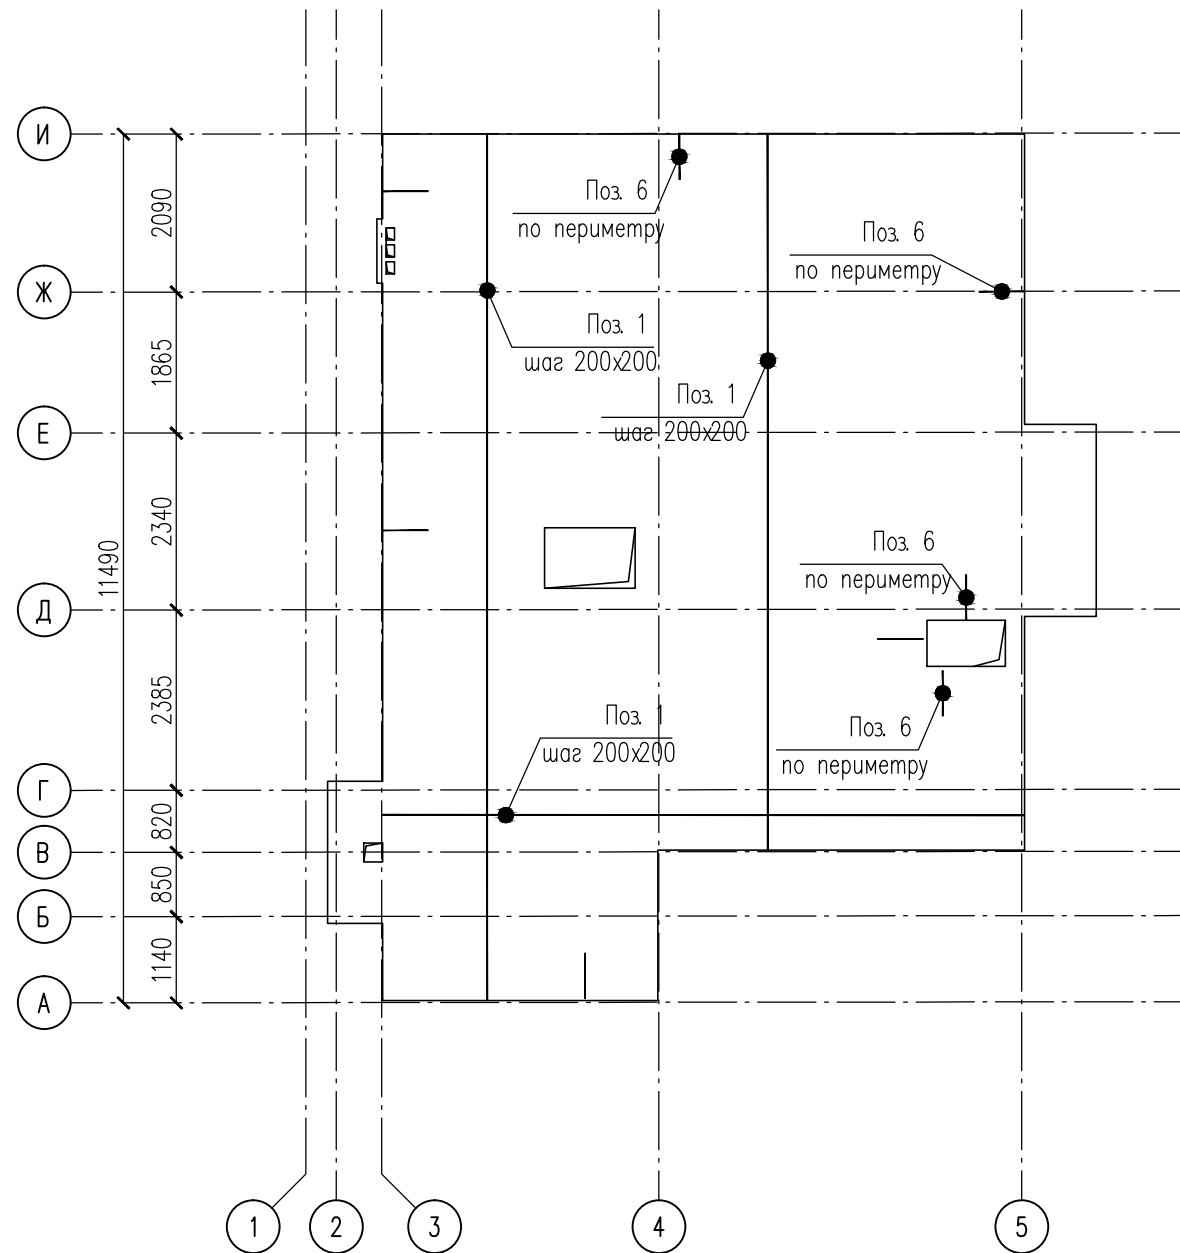 И
2090
Поз. 6
по периметру
Поз. 6
по периметру
Ж
1865
Поз. 1
шаг 200х200
Поз. 1
шаг 200х200
Е
2340
11490
Поз. 6
по периметру
Д
2385
Поз. 1
шаг 200х200
Поз. 6
по периметру
Г
820
В
850
Б
1140
А
1
2
3
4
5